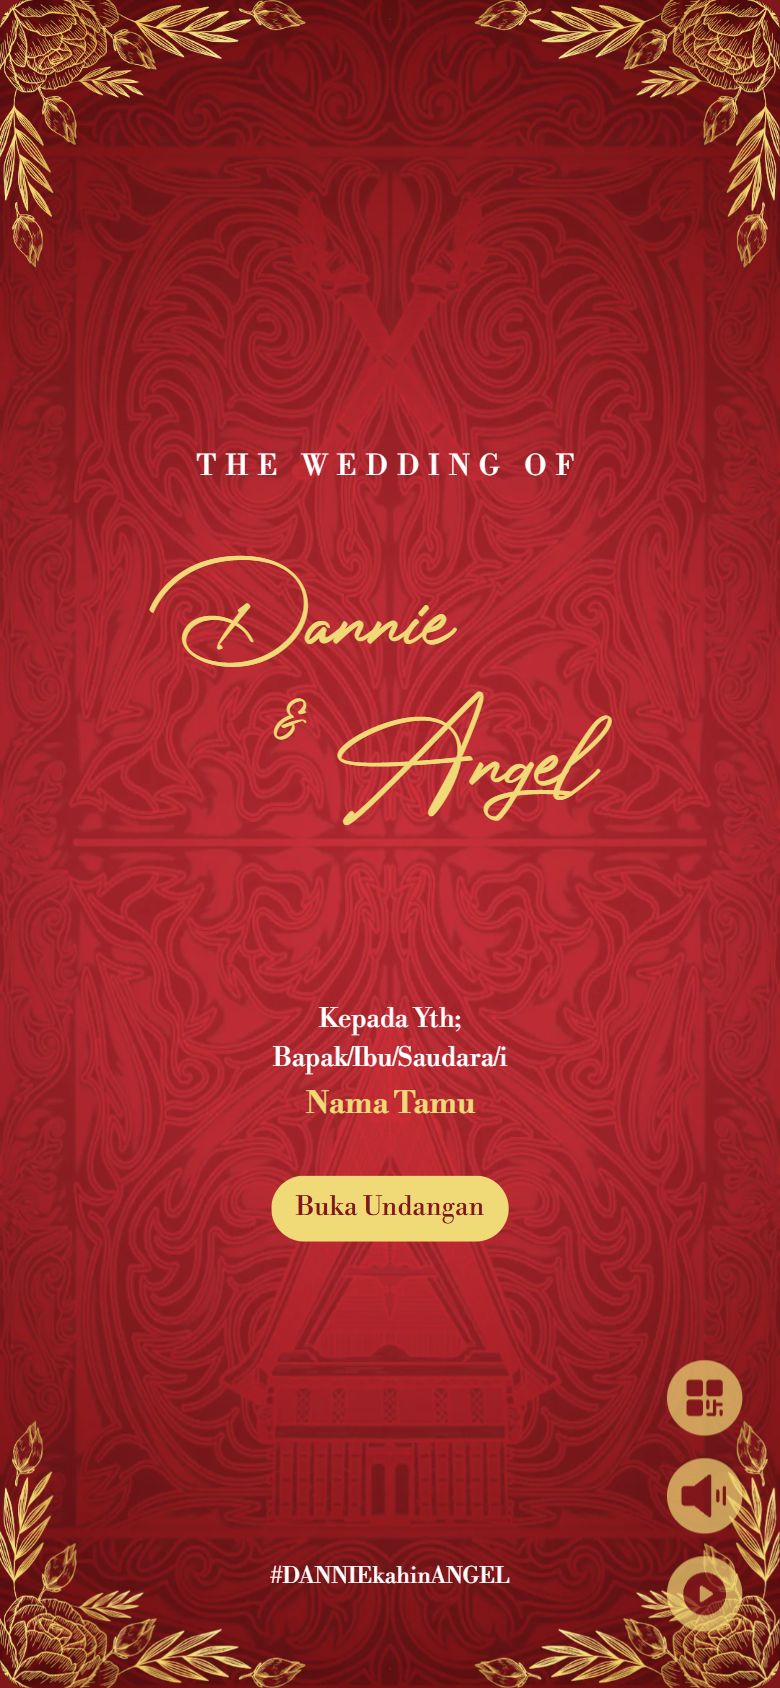 THE WEDDING OF
Dannie
&
Angel
Kepada Yth;
Bapak/Ibu/Saudara/i
Nama Tamu
Buka Undangan
#DANNIEkahinANGEL